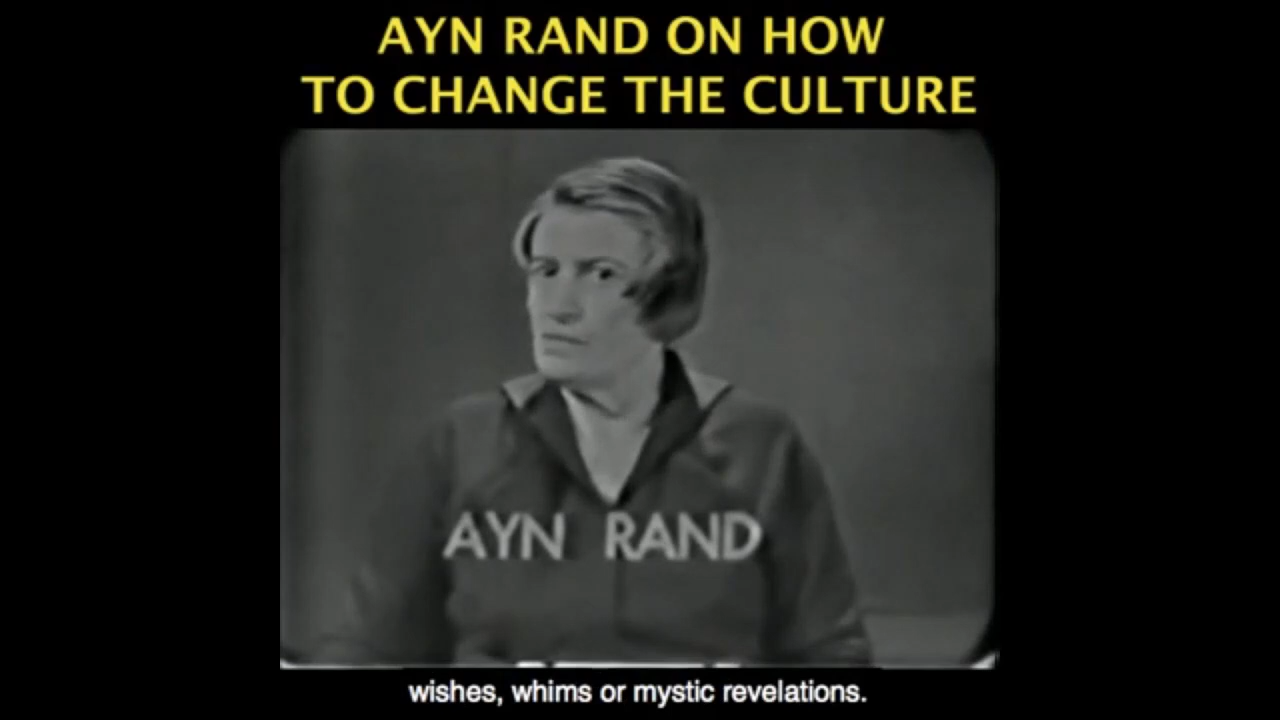 AYN RAND ON HOW
TO CHANGE THE CULTURE
AYN RAND
wishes, whims or mystic revelations.